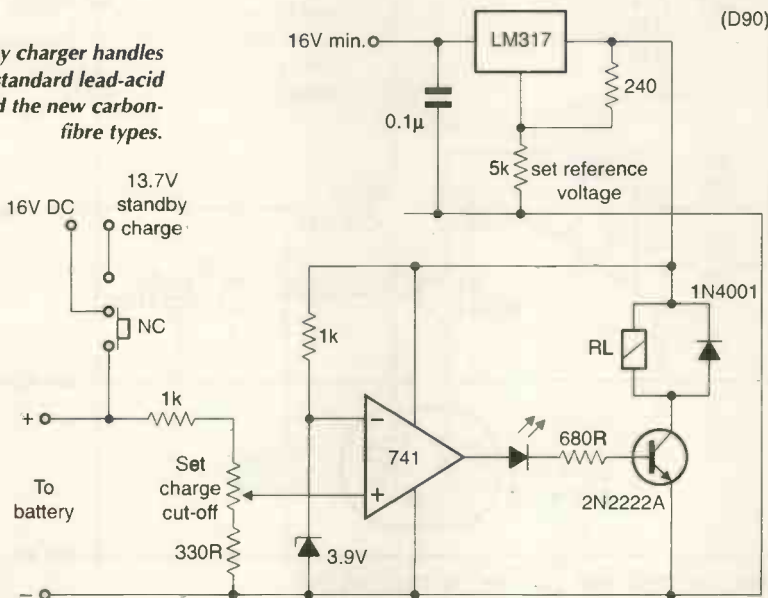 (D90)
y charger handles
standard lead-acid
d the new carbon-
fibre types.
16V min.
LM317
240
0.1µ
5k
set reference
voltage
13.7V
standby
charge
16V DC
NC
1k
1N4001
RL
1k
+
To
battery
–
Set
charge
cut-off
330R
–
741
+
680R
2N2222A
3.9V